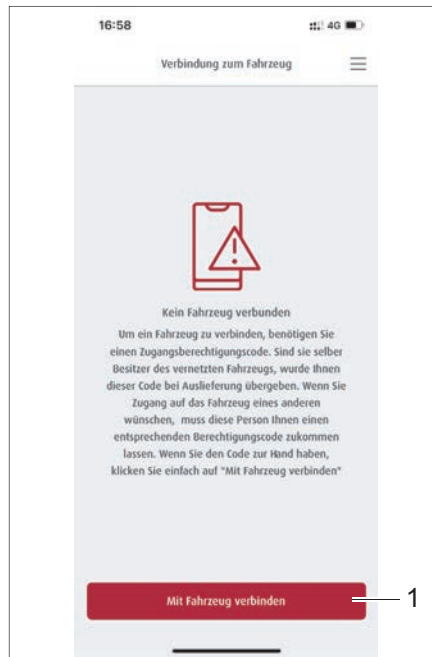 16:58 4G
Verbindung zum Fahrzeug
Kein Fahrzeug verbunden
Um ein Fahrzeug zu verbinden, benötigen Sie
einen Zugangsberechtigungscode. Sind sie selber
Besitzer des vernetzten Fahrzeugs, wurde Ihnen
dieser Code bei Auslieferung übergeben. Wenn Sie
Zugang auf das Fahrzeug eines anderen
wünschen, muss diese Person Ihnen einen
entsprechenden Berechtigungscode zukommen
lassen. Wenn Sie den Code zur Hand haben,
klicken Sie einfach auf "Mit Fahrzeug verbinden"
Mit Fahrzeug verbinden 1